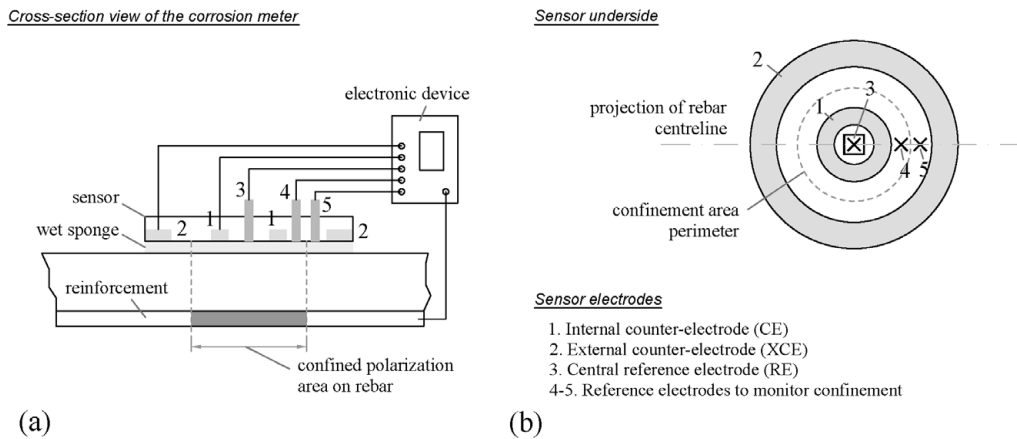 Cross-section view of the corrosion meter
electronic device
3
4
5
sensor
1
1
2
2
wet sponge
reinforcement
confined polarization
area on rebar
(a)
Sensor underside
2
3
projection of rebar
centreline
1
4
5
confinement area
perimeter
Sensor electrodes
1. Internal counter-electrode (CE)
2. External counter-electrode (XCE)
3. Central reference electrode (RE)
4-5. Reference electrodes to monitor confinement
(b)